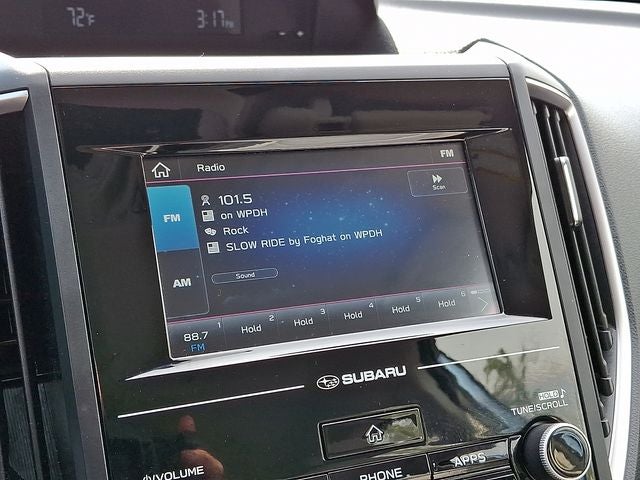 72°F 3:17PM
Radio FM
Scan
FM
101.5
on WPDH
Rock
SLOW RIDE by Foghat on WPDH
AM
Sound
1 2 3 4 5 6
88.7 Hold Hold Hold Hold Hold
FM
SUBARU
HOLD ♪
TUNE/SCROLL
VOLUME PHONE APPS